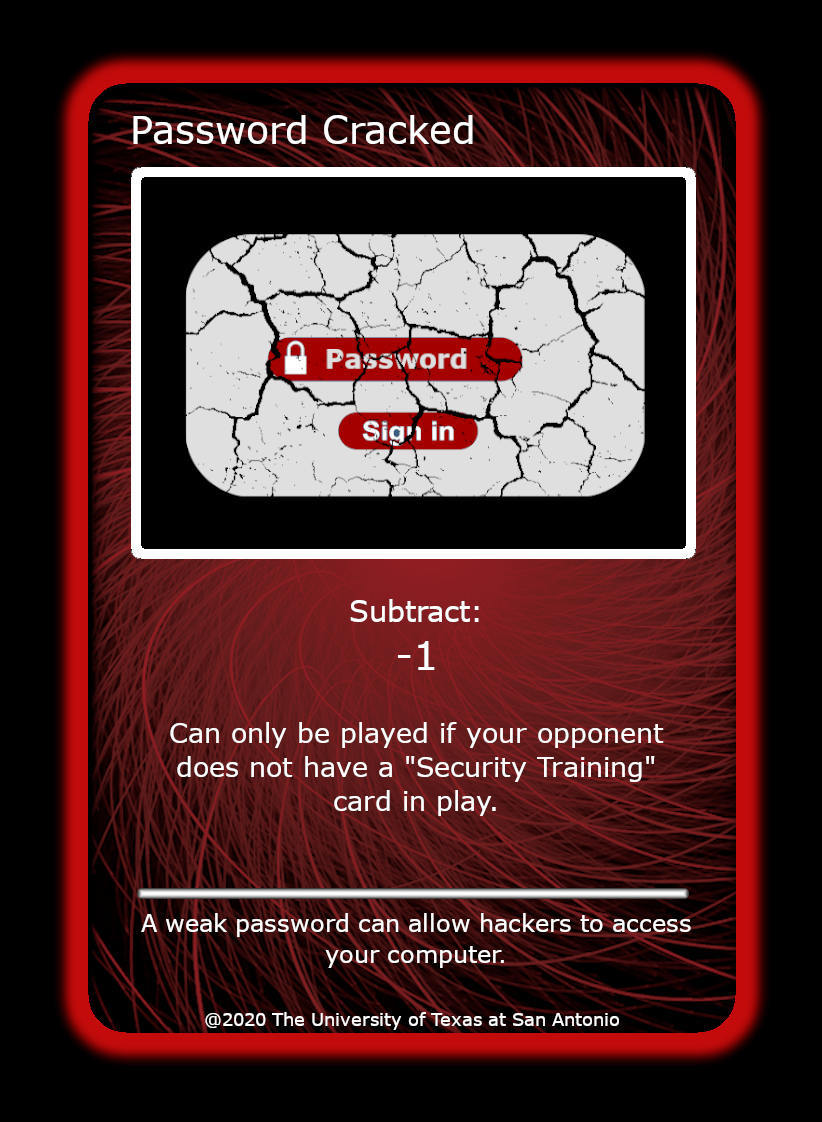 Password Cracked
Password
Sign in
Subtract:
-1
Can only be played if your opponent
does not have a "Security Training"
card in play.
A weak password can allow hackers to access
your computer.
@2020 The University of Texas at San Antonio